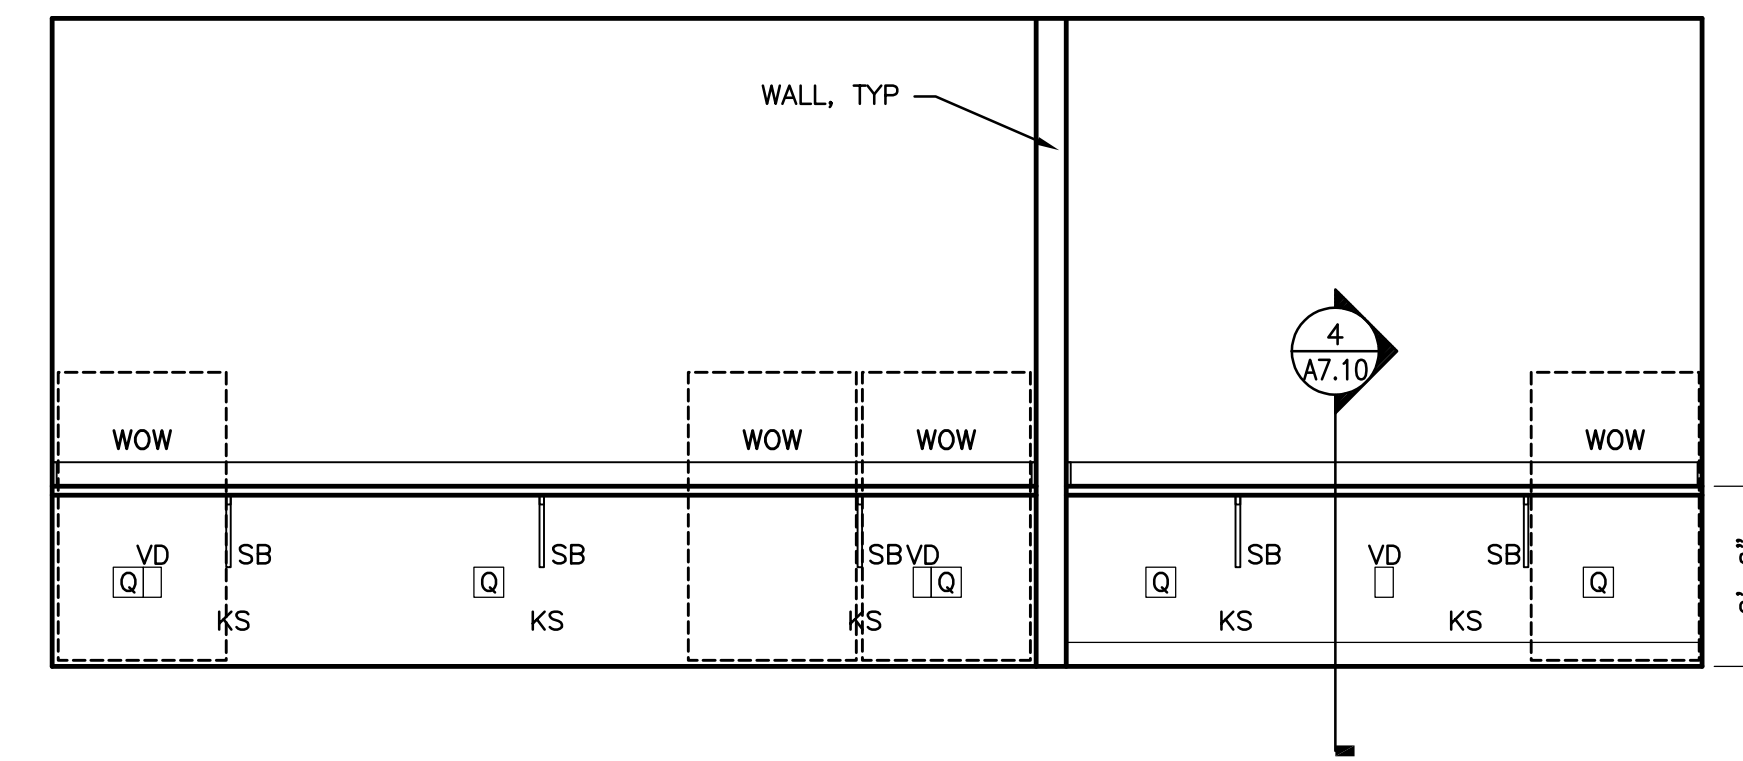 WALL, TYP
4
A7.10
WOW WOW WOW WOW
VD SB SB SB VD SB VD SB
Q Q Q Q Q
KS KS KS KS KS